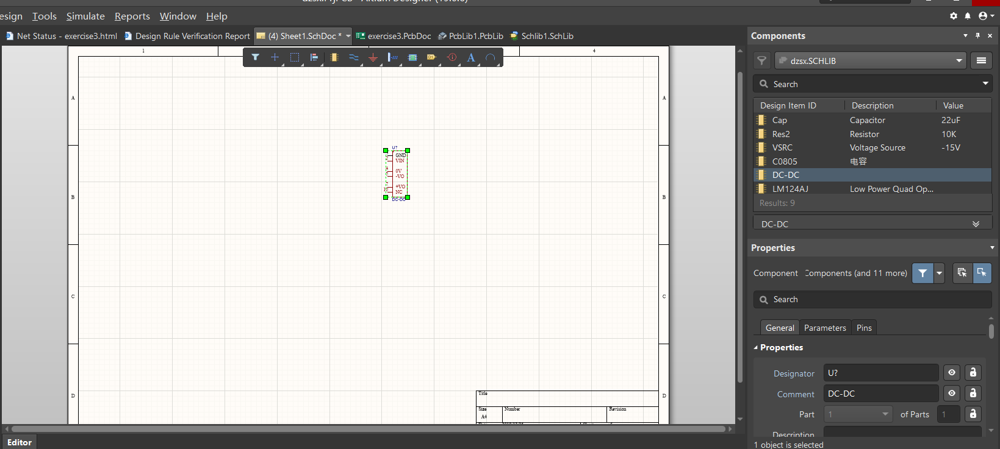 esign Tools Simulate Reports Window Help
Net Status - exercise3.html Design Rule Verification Report (4) Sheet1.SchDoc * exercise3.PcbDoc PcbLib1.PcbLib Schlib1.SchLib
1 4
A A
B B
C C
D D
U?
GND
VIN
0V
-VO
+VO
NC
DC-DC
Title
Size Number Revision
A4
Components
dzsx.SCHLIB
Search
Design Item ID Description Value
Cap Capacitor 22uF
Res2 Resistor 10K
VSRC Voltage Source -15V
C0805 电容
DC-DC
LM124AJ Low Power Quad Op...
Results: 9
DC-DC
Properties
Component Components (and 11 more)
Search
General Parameters Pins
Properties
Designator U?
Comment DC-DC
Part 1 of Parts 1
Description
1 object is selected
Editor